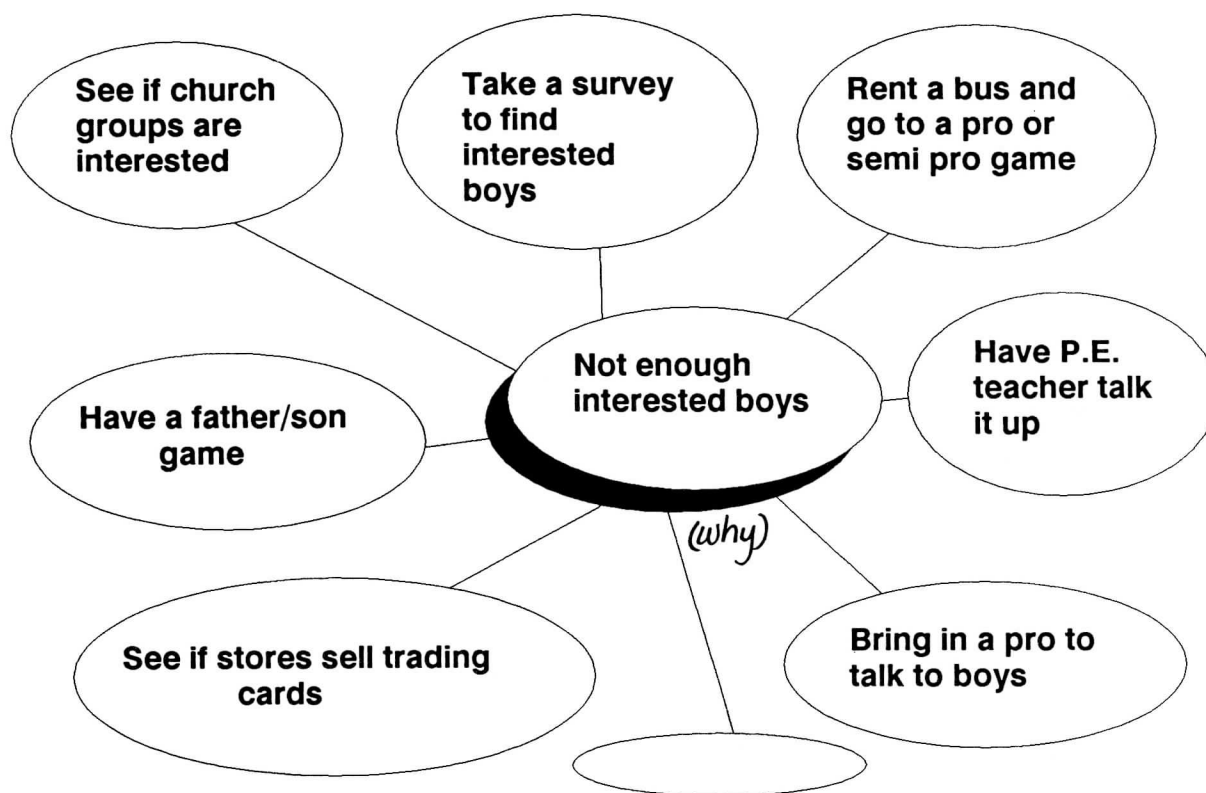 See if church
groups are
interested
Take a survey
to find
interested
boys
Rent a bus and
go to a pro or
semi pro game
Not enough
interested boys
Have P.E.
teacher talk
it up
Have a father/son
game
(why)
See if stores sell trading
cards
Bring in a pro to
talk to boys